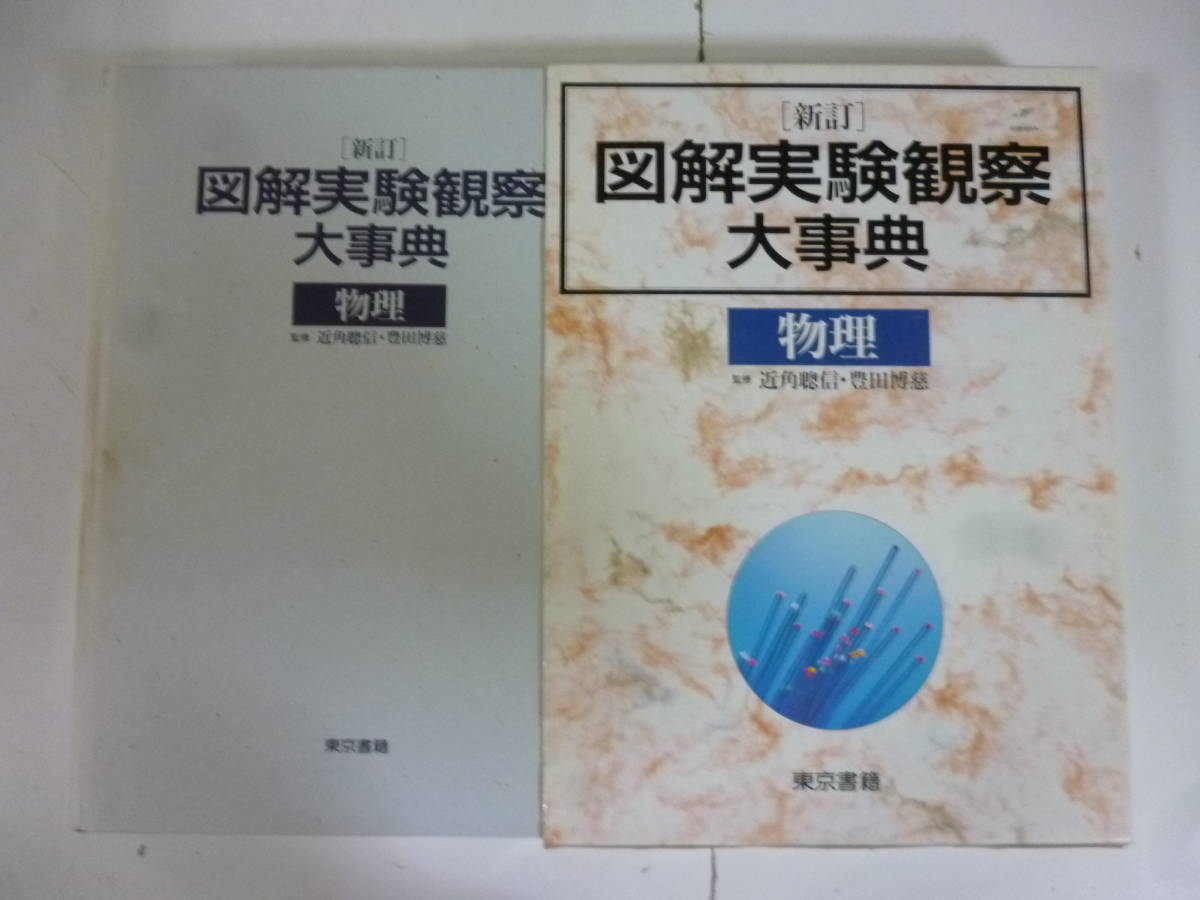 [新訂]
図解実験観察
大事典
物理
監修 近角聰信・豊田博慈
東京書籍
[新訂]
図解実験観察
大事典
物理
監修 近角聰信・豊田博慈
東京書籍